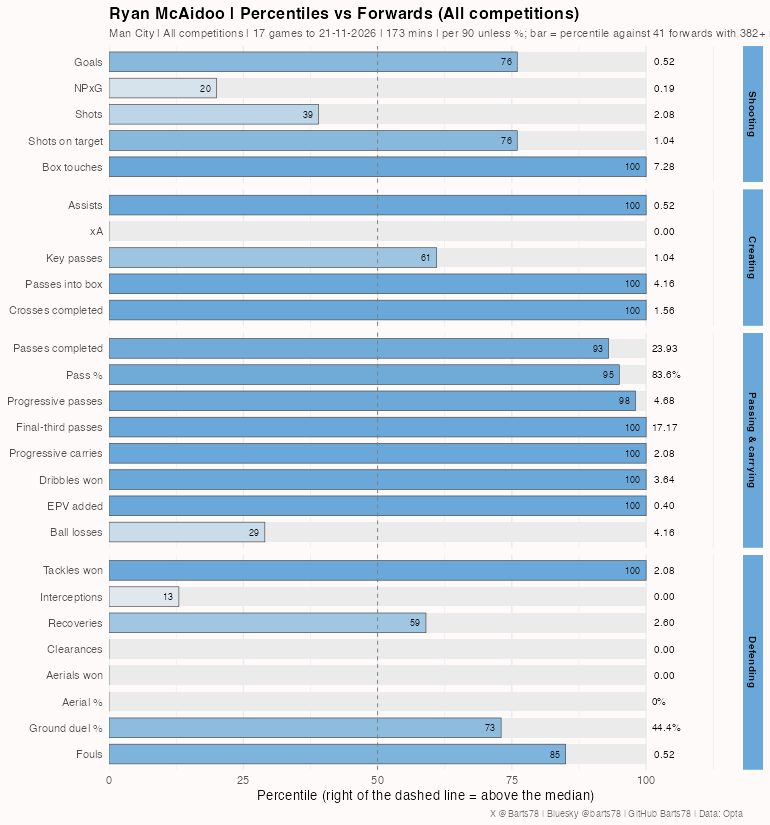 Ryan McAidoo | Percentiles vs Forwards (All competitions)
Man City | All competitions | 17 games to 21-11-2026 | 173 mins | per 90 unless %; bar = percentile against 41 forwards with 382+
Goals 76 0.52
NPxG 20 0.19
Shots 39 2.08
Shots on target 76 1.04
Box touches 100 7.28
Shooting
Assists 100 0.52
xA 0.00
Key passes 61 1.04
Passes into box 100 4.16
Crosses completed 100 1.56
Creating
Passes completed 93 23.93
Pass % 95 83.6%
Progressive passes 98 4.68
Final-third passes 100 17.17
Progressive carries 100 2.08
Dribbles won 100 3.64
EPV added 100 0.40
Ball losses 29 4.16
Passing & carrying
Tackles won 100 2.08
Interceptions 13 0.00
Recoveries 59 2.60
Clearances 0.00
Aerials won 0.00
Aerial % 0%
Ground duel % 73 44.4%
Fouls 85 0.52
Defending
0 25 50 75 100
Percentile (right of the dashed line = above the median)
X @Barts78 | Bluesky @barts78 | GitHub Barts78 | Data: Opta